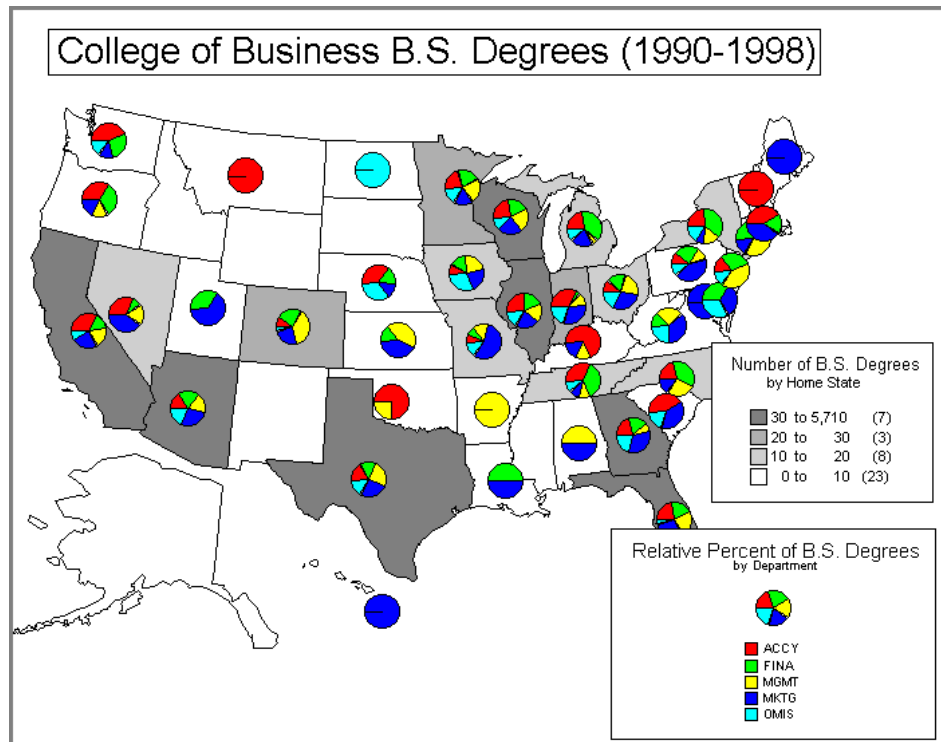 College of Business B.S. Degrees (1990-1998)
Number of B.S. Degrees
by Home State
30 to 5,710 (7)
20 to 30 (3)
10 to 20 (8)
0 to 10 (23)
Relative Percent of B.S. Degrees
by Department
ACCY
FINA
MGMT
MKTG
OMIS